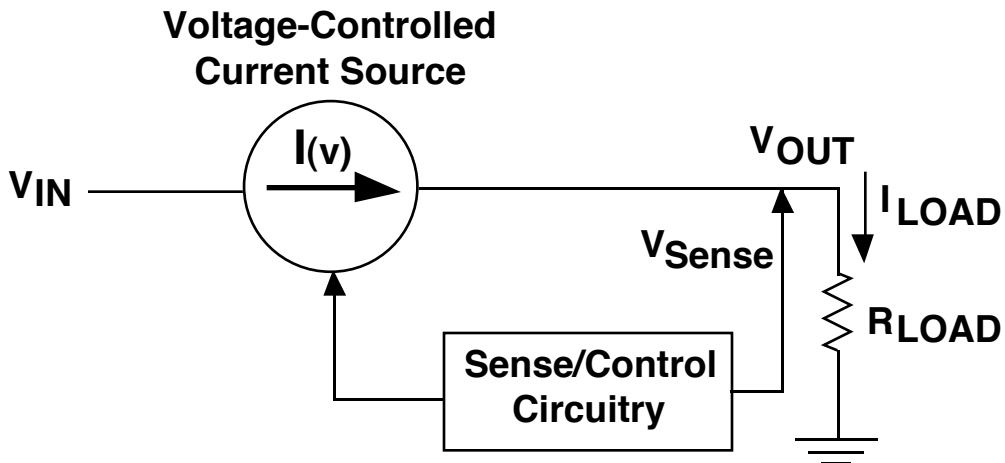 Voltage-Controlled
Current Source
I(v)
VIN
VOUT
ILOAD
VSense
RLOAD
Sense/Control
Circuitry